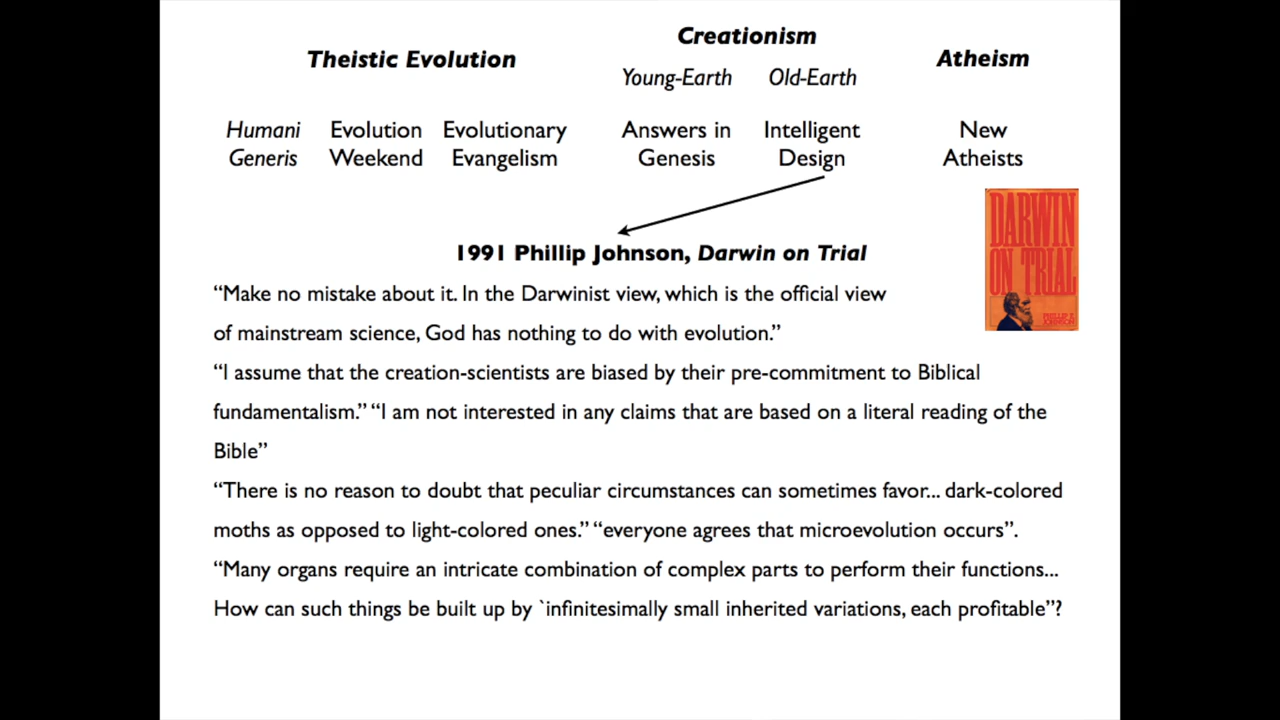 Theistic Evolution
Creationism
Young-Earth Old-Earth
Atheism
Humani
Generis
Evolution
Weekend
Evolutionary
Evangelism
Answers in
Genesis
Intelligent
Design
New
Atheists
DARWIN
ON TRIAL
PHILLIP E.
JOHNSON
1991 Phillip Johnson, Darwin on Trial
“Make no mistake about it. In the Darwinist view, which is the official view
of mainstream science, God has nothing to do with evolution.”
“I assume that the creation-scientists are biased by their pre-commitment to Biblical
fundamentalism.” “I am not interested in any claims that are based on a literal reading of the
Bible”
“There is no reason to doubt that peculiar circumstances can sometimes favor... dark-colored
moths as opposed to light-colored ones.” “everyone agrees that microevolution occurs”.
“Many organs require an intricate combination of complex parts to perform their functions...
How can such things be built up by `infinitesimally small inherited variations, each profitable”?